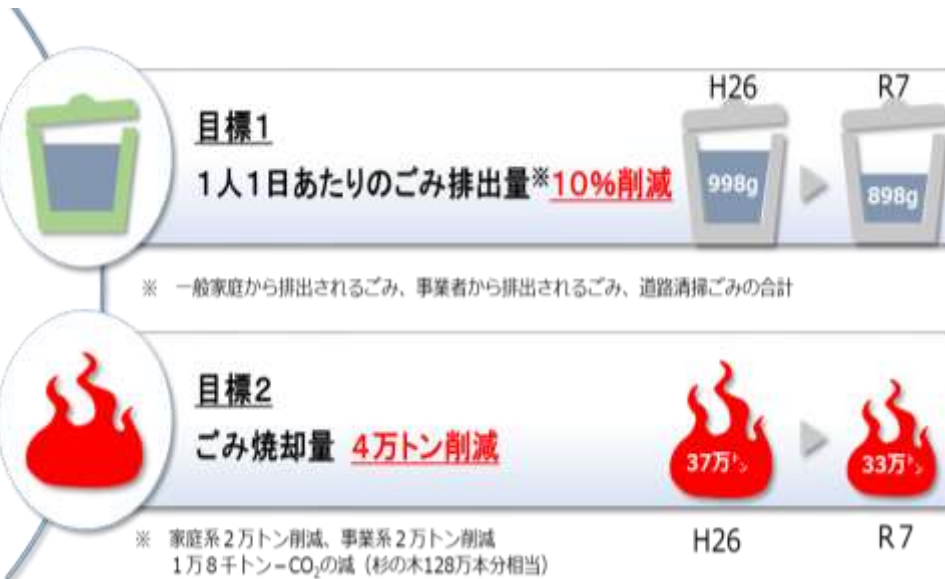 目標1
1人1日あたりのごみ排出量※10%削減
H26
R7
998g
898g
※ 一般家庭から排出されるごみ、事業者から排出されるごみ、道路清掃ごみの合計
目標2
ごみ焼却量 4万トン削減
37万㌧
33万㌧
H26
R7
※ 家庭系2万トン削減、事業系2万トン削減
1万8千トン-CO₂の減（杉の木128万本分相当）